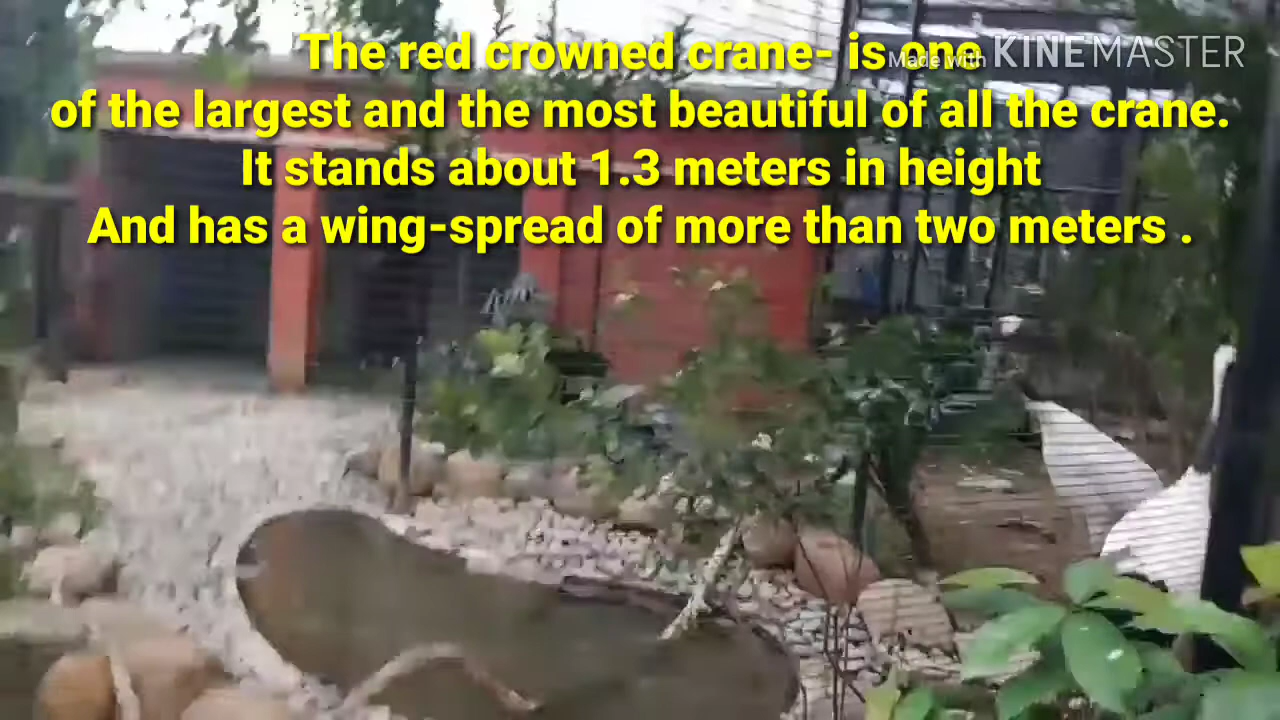 The red crowned crane- is one
Made with KINEMASTER
of the largest and the most beautiful of all the crane.
It stands about 1.3 meters in height
And has a wing-spread of more than two meters .